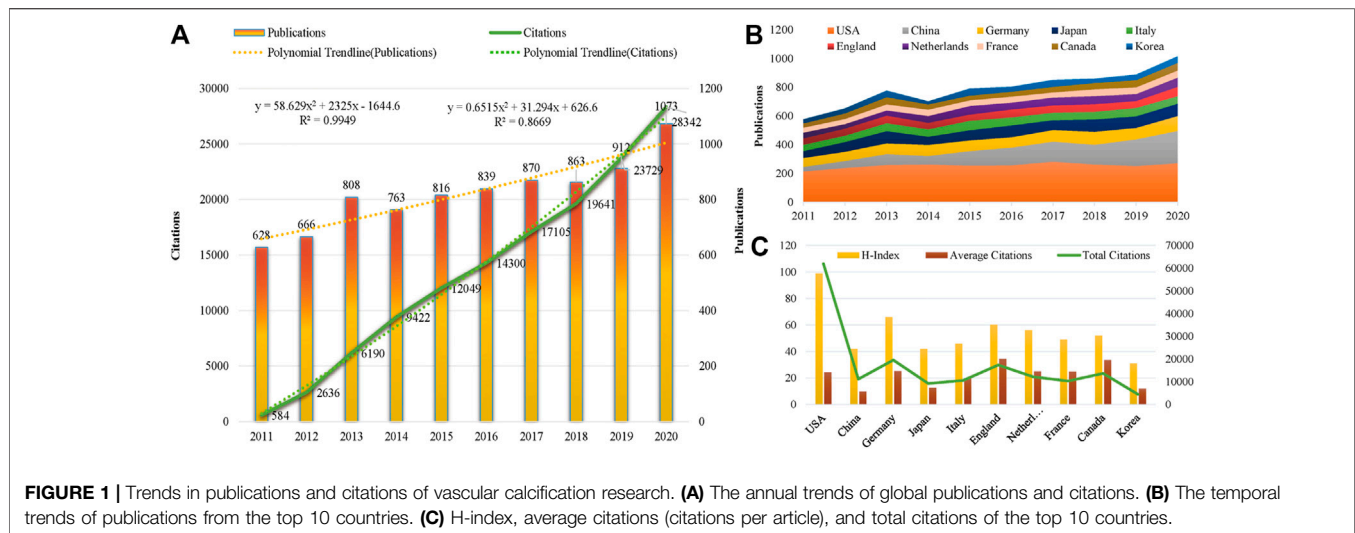 A
Publications
Citations
Polynomial Trendline(Publications)
Polynomial Trendline(Citations)
30000
25000
20000
15000
10000
5000
0
Citations
y = 58.629x² + 2325x - 1644.6
R² = 0.9949
y = 0.6515x² + 31.294x + 626.6
R² = 0.8669
1200
1000
800
600
400
200
0
Publications
628
666
808
763
816
839
870
863
912
1073
584
2636
6190
9422
12049
14300
17105
19641
23729
28342
2011 2012 2013 2014 2015 2016 2017 2018 2019 2020
B
USA China Germany Japan Italy
England Netherlands France Canada Korea
1200
1000
800
600
400
200
0
Publications
2011 2012 2013 2014 2015 2016 2017 2018 2019 2020
C
H-Index Average Citations Total Citations
120
100
80
60
40
20
0
70000
60000
50000
40000
30000
20000
10000
0
USA China Germany Japan Italy England Netherl... France Canada Korea
FIGURE 1 | Trends in publications and citations of vascular calcification research. (A) The annual trends of global publications and citations. (B) The temporal
trends of publications from the top 10 countries. (C) H-index, average citations (citations per article), and total citations of the top 10 countries.